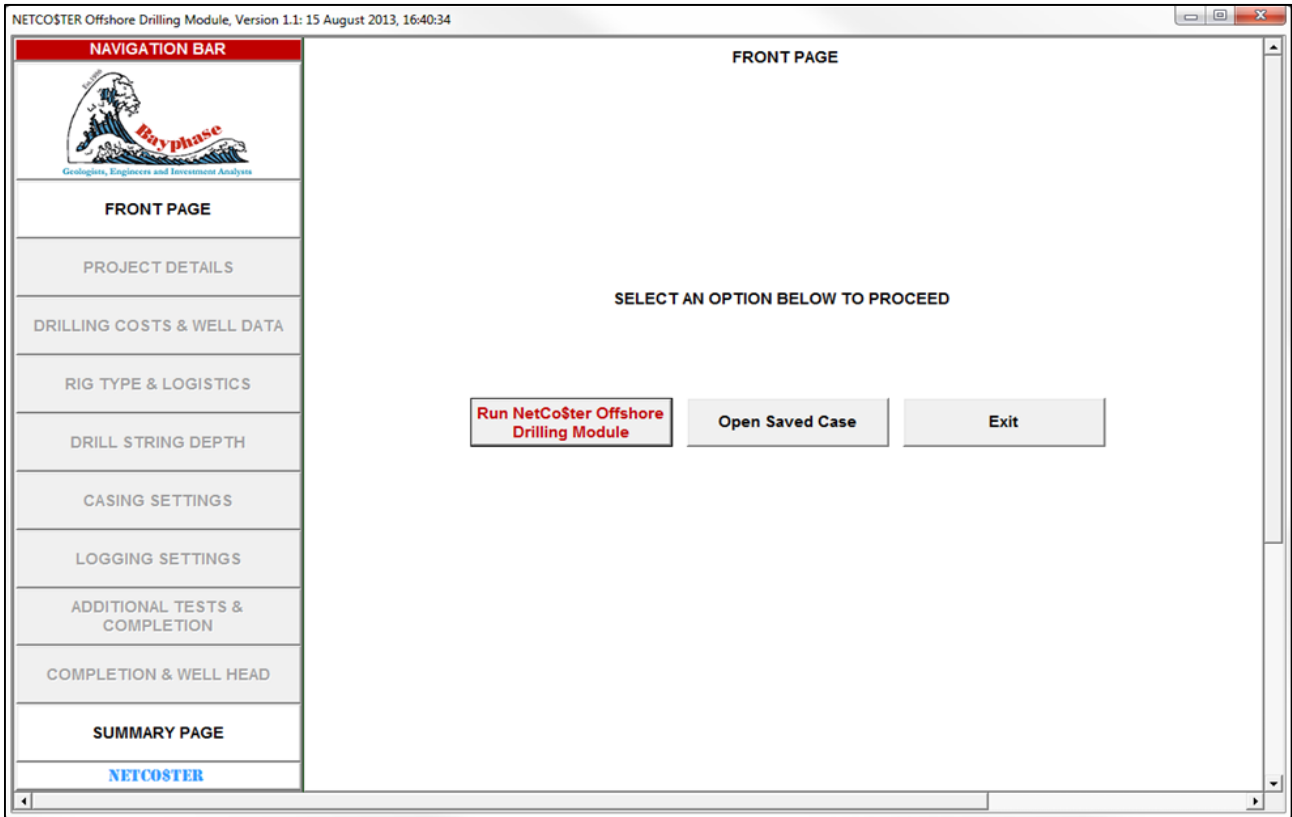 NETCO$TER Offshore Drilling Module, Version 1.1: 15 August 2013, 16:40:34
NAVIGATION BAR
Est.1998
Bayphase
Geologists, Engineers and Investment Analysts
FRONT PAGE
PROJECT DETAILS
DRILLING COSTS & WELL DATA
RIG TYPE & LOGISTICS
DRILL STRING DEPTH
CASING SETTINGS
LOGGING SETTINGS
ADDITIONAL TESTS &
COMPLETION
COMPLETION & WELL HEAD
SUMMARY PAGE
NETCO$TER
FRONT PAGE
SELECT AN OPTION BELOW TO PROCEED
Run NetCo$ter Offshore
Drilling Module
Open Saved Case
Exit